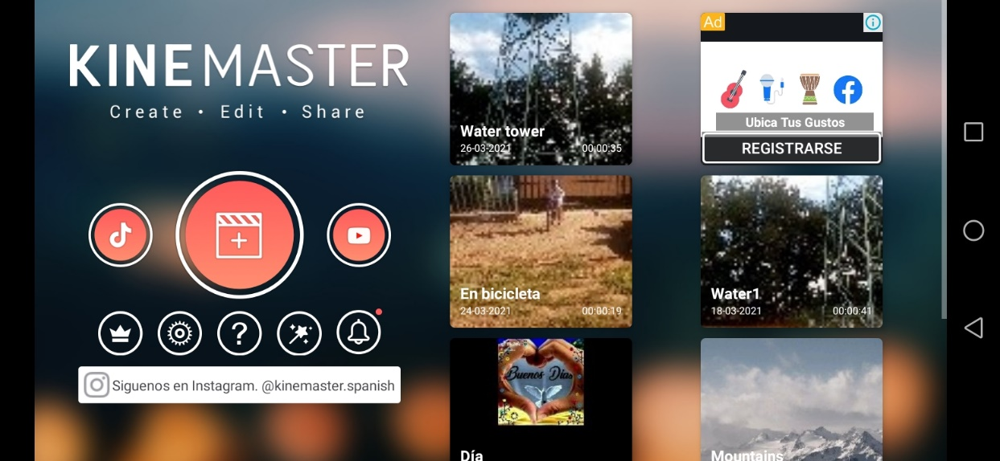 KINEMASTER
Create • Edit • Share
Siguenos en Instagram. @kinemaster.spanish
Water tower
26-03-2021 00:00:35
Ad
Ubica Tus Gustos
REGISTRARSE
En bicicleta
24-03-2021 00:00:19
Water1
18-03-2021 00:00:41
Buenos Días
Día
Mountains